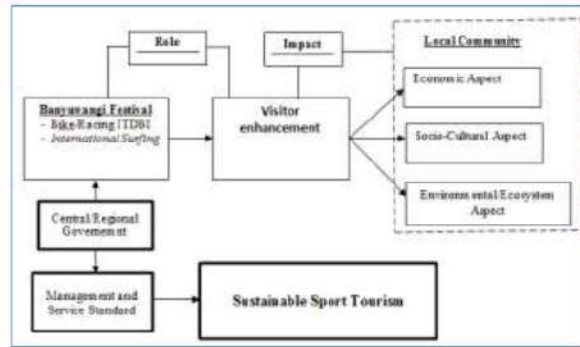 Role
Impact
Local Community
Banyuwangi Festival
- Bike-Racing ITDBI
- International Surfing
Visitor
enhancement
Economic Aspect
Socio-Cultural Aspect
Environmental/Ecosystem
Aspect
Central/Regional
Government
Management and
Service Standard
Sustainable Sport Tourism